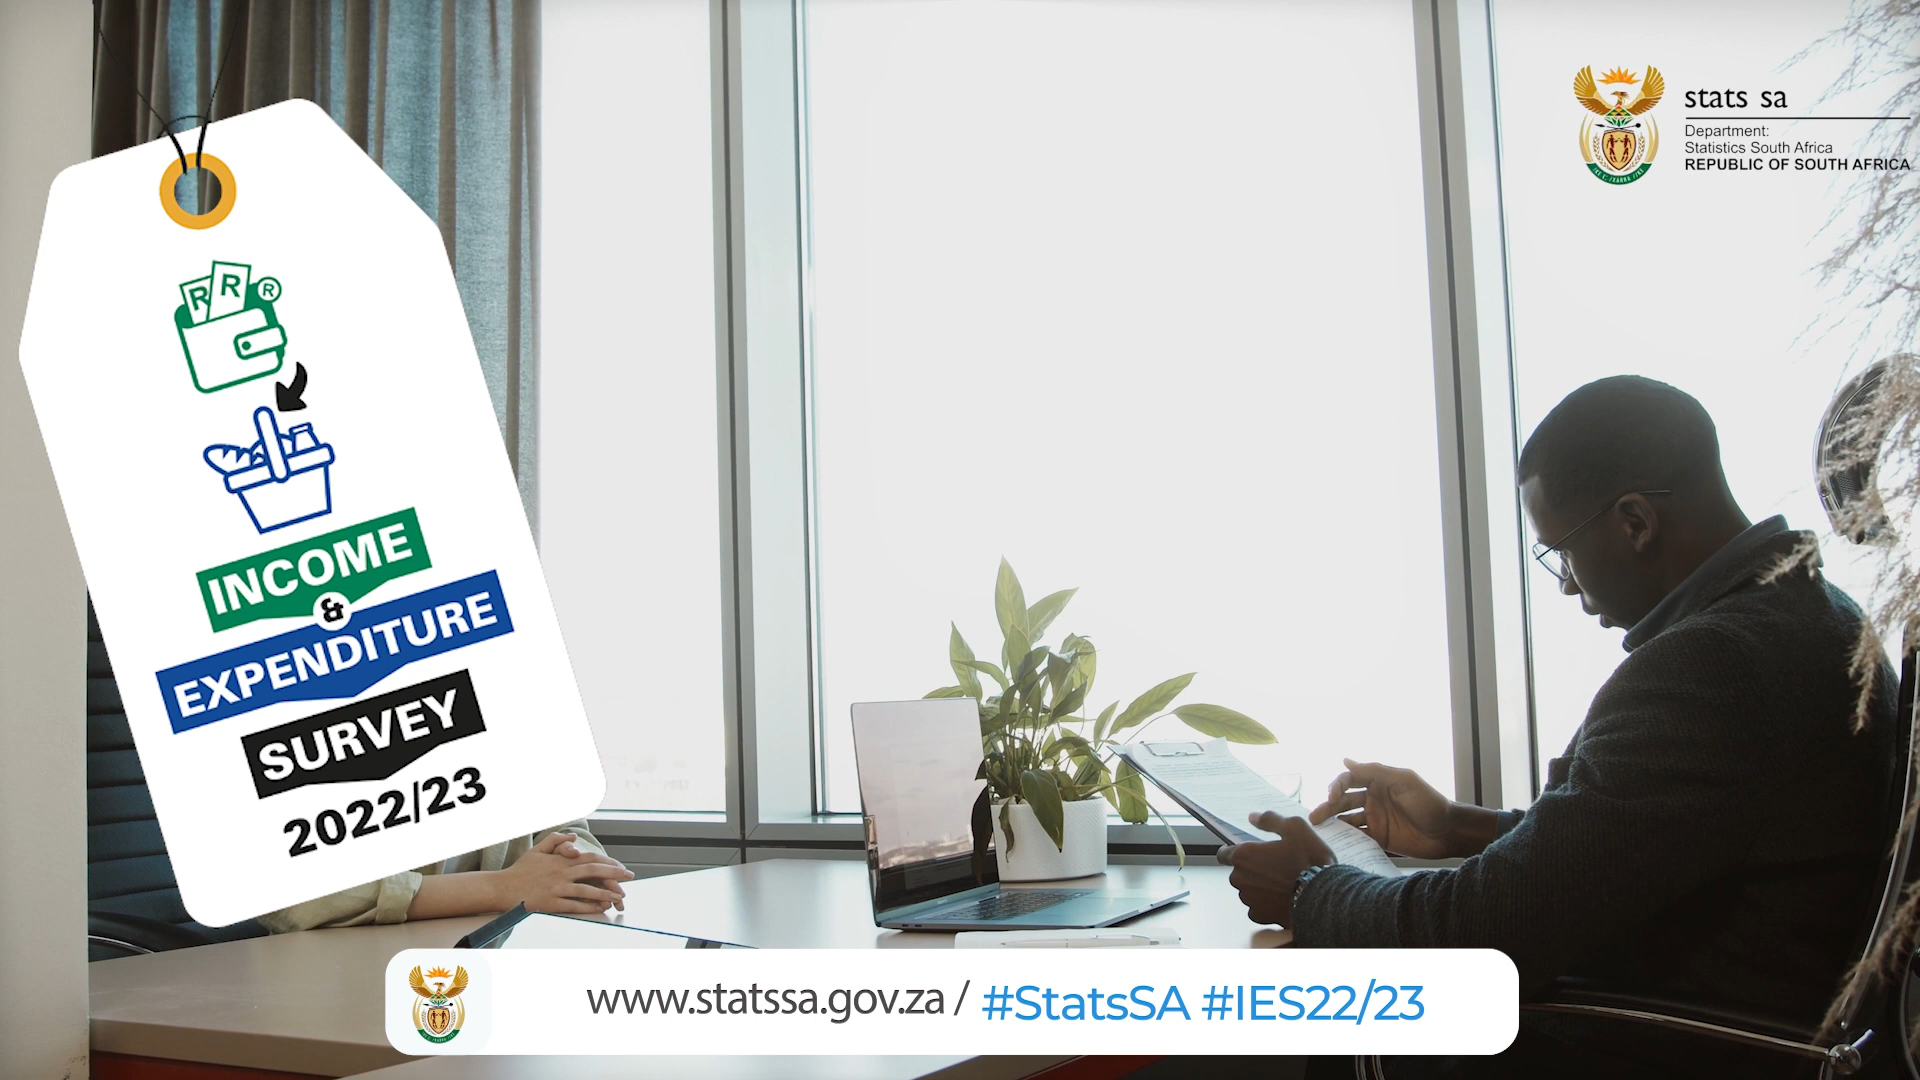 R R R
INCOME
&
EXPENDITURE
SURVEY
2022/23
stats sa
Department:
Statistics South Africa
REPUBLIC OF SOUTH AFRICA
www.statssa.gov.za / #StatsSA #IES22/23